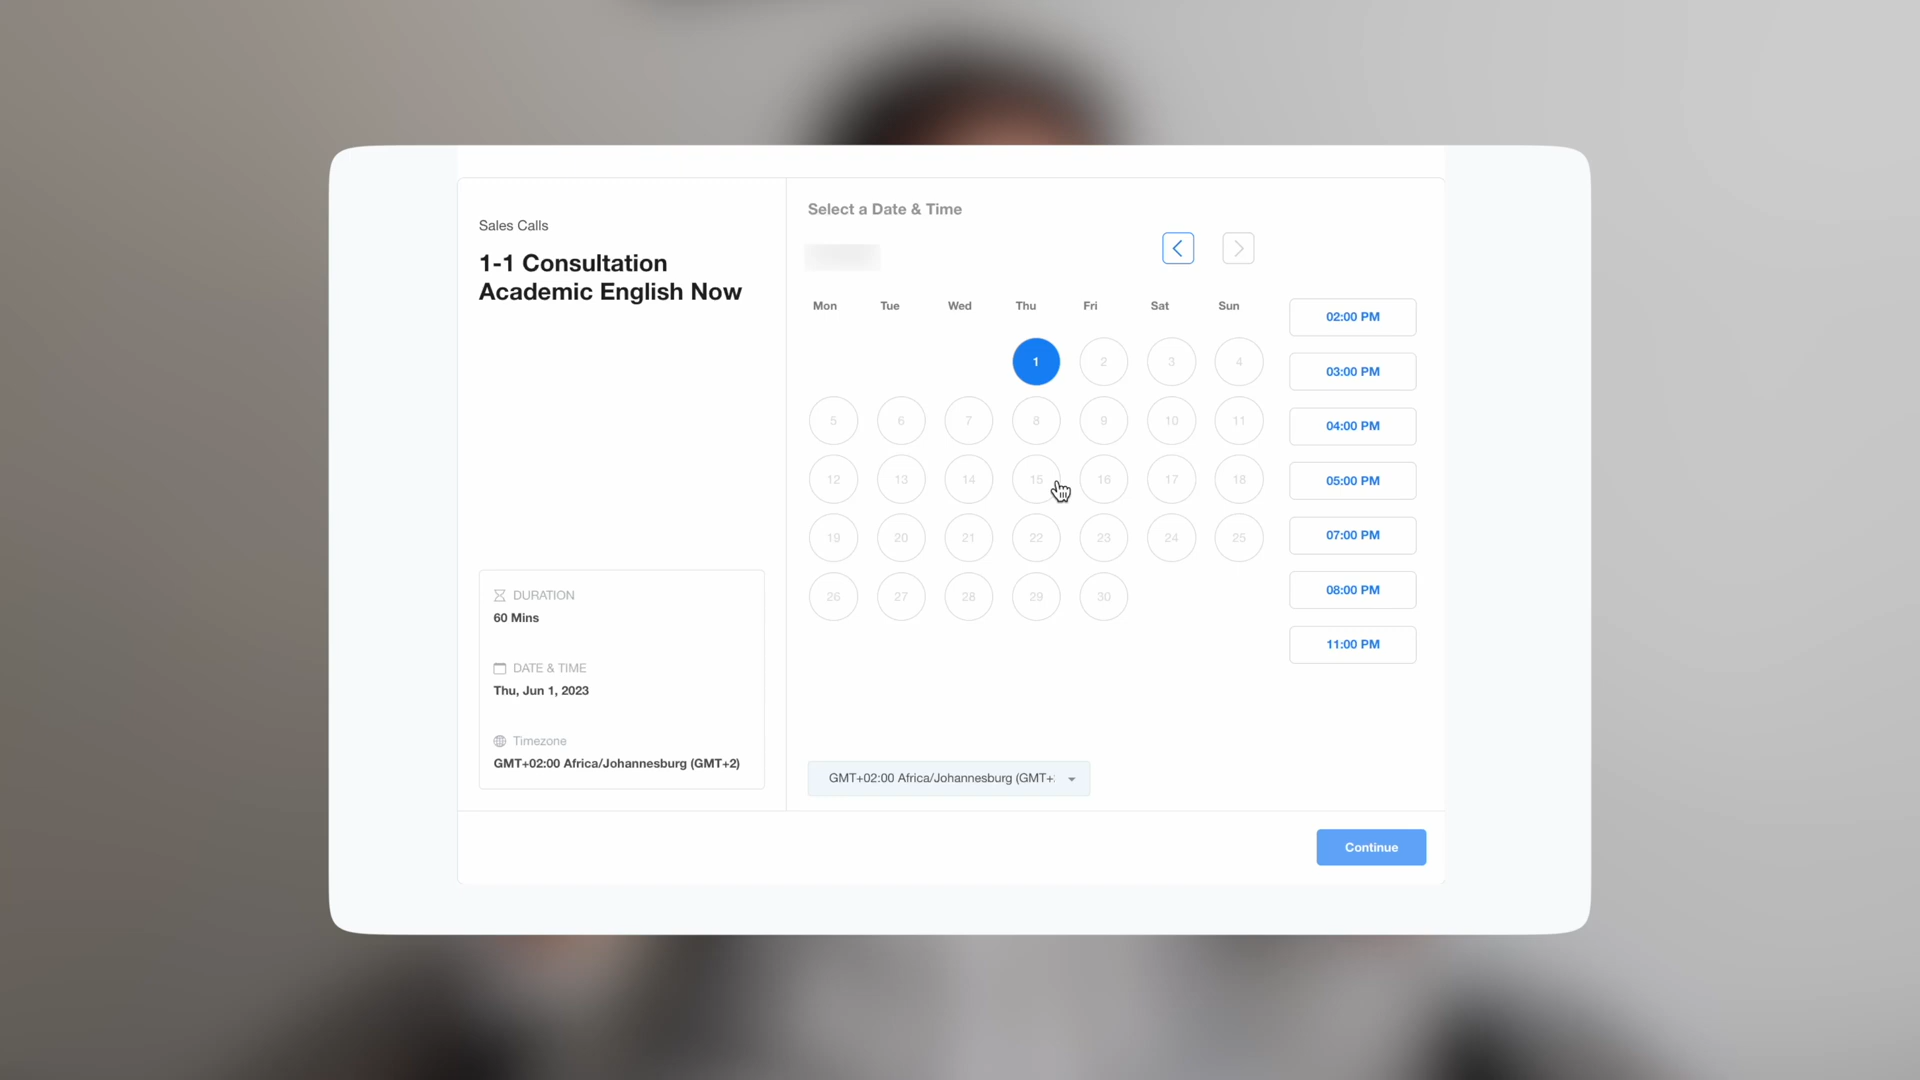 Sales Calls
1-1 Consultation
Academic English Now
DURATION
60 Mins
DATE & TIME
Thu, Jun 1, 2023
Timezone
GMT+02:00 Africa/Johannesburg (GMT+2)
Select a Date & Time
Mon Tue Wed Thu Fri Sat Sun
1 2 3 4
5 6 7 8 9 10 11
12 13 14 15 16 17 18
19 20 21 22 23 24 25
26 27 28 29 30
02:00 PM
03:00 PM
04:00 PM
05:00 PM
07:00 PM
08:00 PM
11:00 PM
GMT+02:00 Africa/Johannesburg (GMT+
Continue